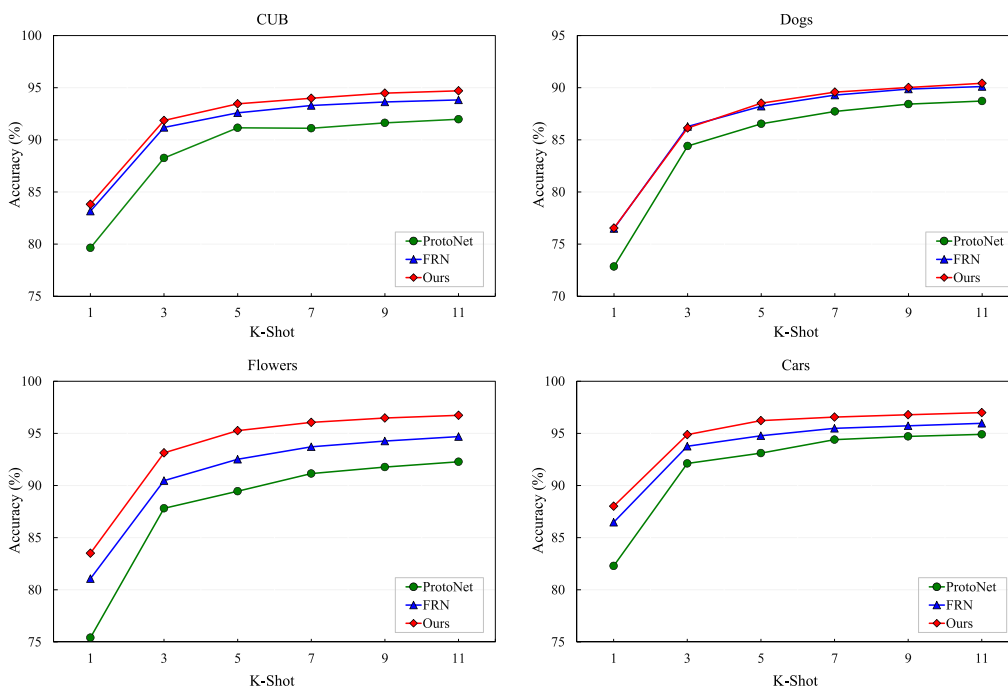 CUB
Accuracy (%)
100
95
90
85
80
75
1 3 5 7 9 11
K-Shot
ProtoNet
FRN
Ours
Dogs
Accuracy (%)
95
90
85
80
75
70
1 3 5 7 9 11
K-Shot
ProtoNet
FRN
Ours
Flowers
Accuracy (%)
100
95
90
85
80
75
1 3 5 7 9 11
K-Shot
ProtoNet
FRN
Ours
Cars
Accuracy (%)
100
95
90
85
80
75
1 3 5 7 9 11
K-Shot
ProtoNet
FRN
Ours